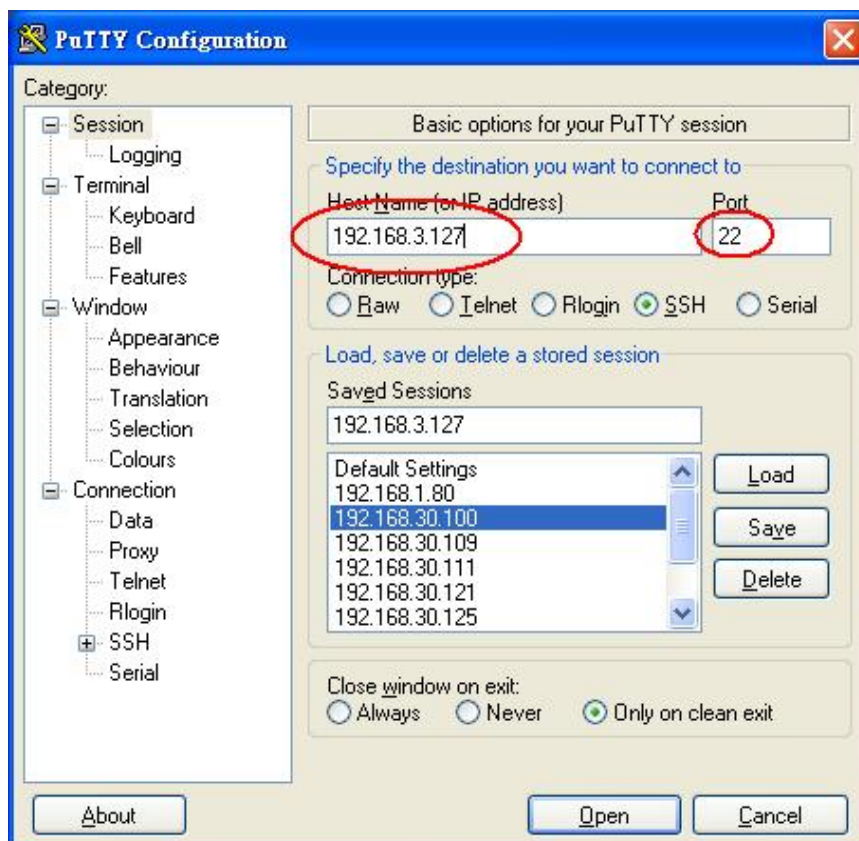 PuTTY Configuration
Category:
Session
Logging
Terminal
Keyboard
Bell
Features
Window
Appearance
Behaviour
Translation
Selection
Colours
Connection
Data
Proxy
Telnet
Rlogin
SSH
Serial
Basic options for your PuTTY session
Specify the destination you want to connect to
Host Name (or IP address) Port
192.168.3.127 22
Connection type:
Raw Telnet Rlogin SSH Serial
Load, save or delete a stored session
Saved Sessions
192.168.3.127
Default Settings
192.168.1.80
192.168.30.100
192.168.30.109
192.168.30.111
192.168.30.121
192.168.30.125
Load
Save
Delete
Close window on exit:
Always Never Only on clean exit
About Open Cancel